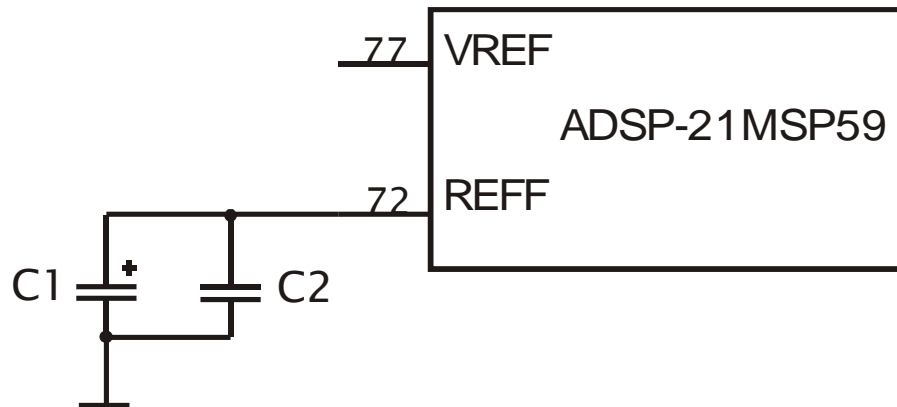 77 VREF
ADSP-21MSP59
72 REFF
+
C1 C2